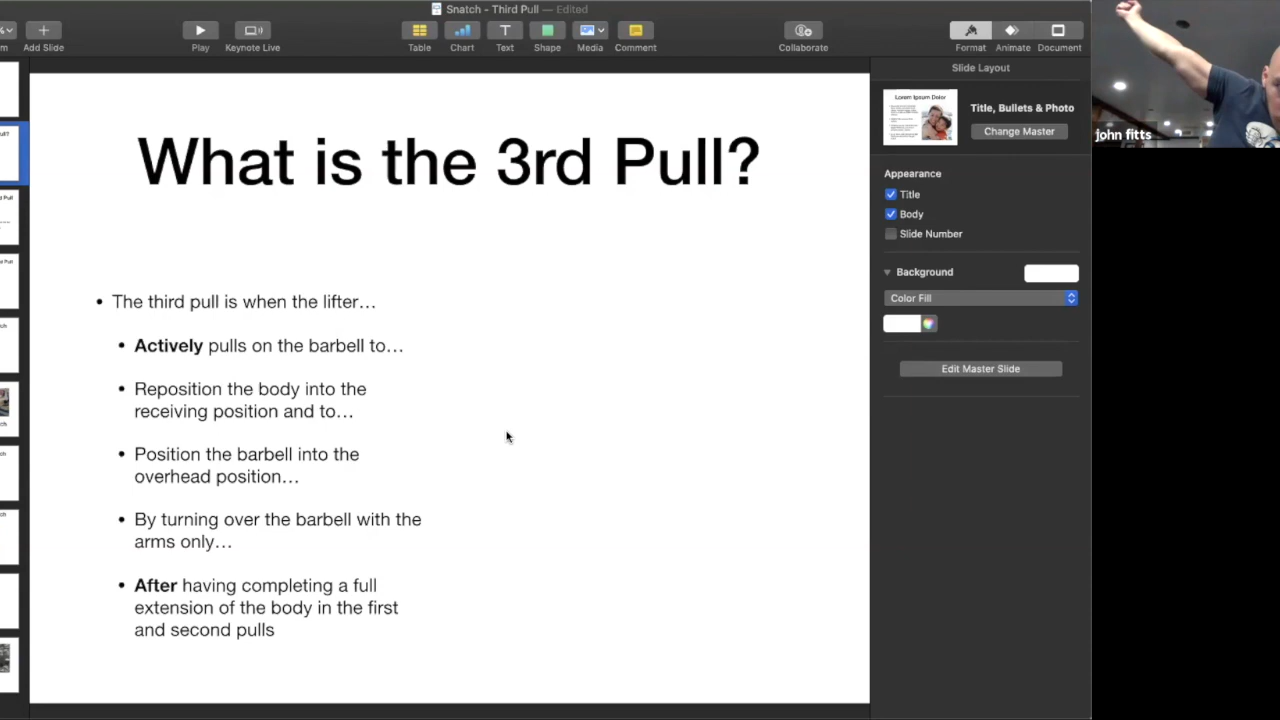 Snatch - Third Pull — Edited
Add Slide
Play
Keynote Live
Table
Chart
Text
Shape
Media
Comment
Collaborate
Format
Animate
Document
Slide Layout
Lorem Ipsum Dolor
Title, Bullets & Photo
Change Master
john fitts
What is the 3rd Pull?
Appearance
Title
Body
Slide Number
Background
Color Fill
Edit Master Slide
• The third pull is when the lifter…
• Actively pulls on the barbell to…
• Reposition the body into the
receiving position and to…
• Position the barbell into the
overhead position…
• By turning over the barbell with the
arms only…
• After having completing a full
extension of the body in the first
and second pulls